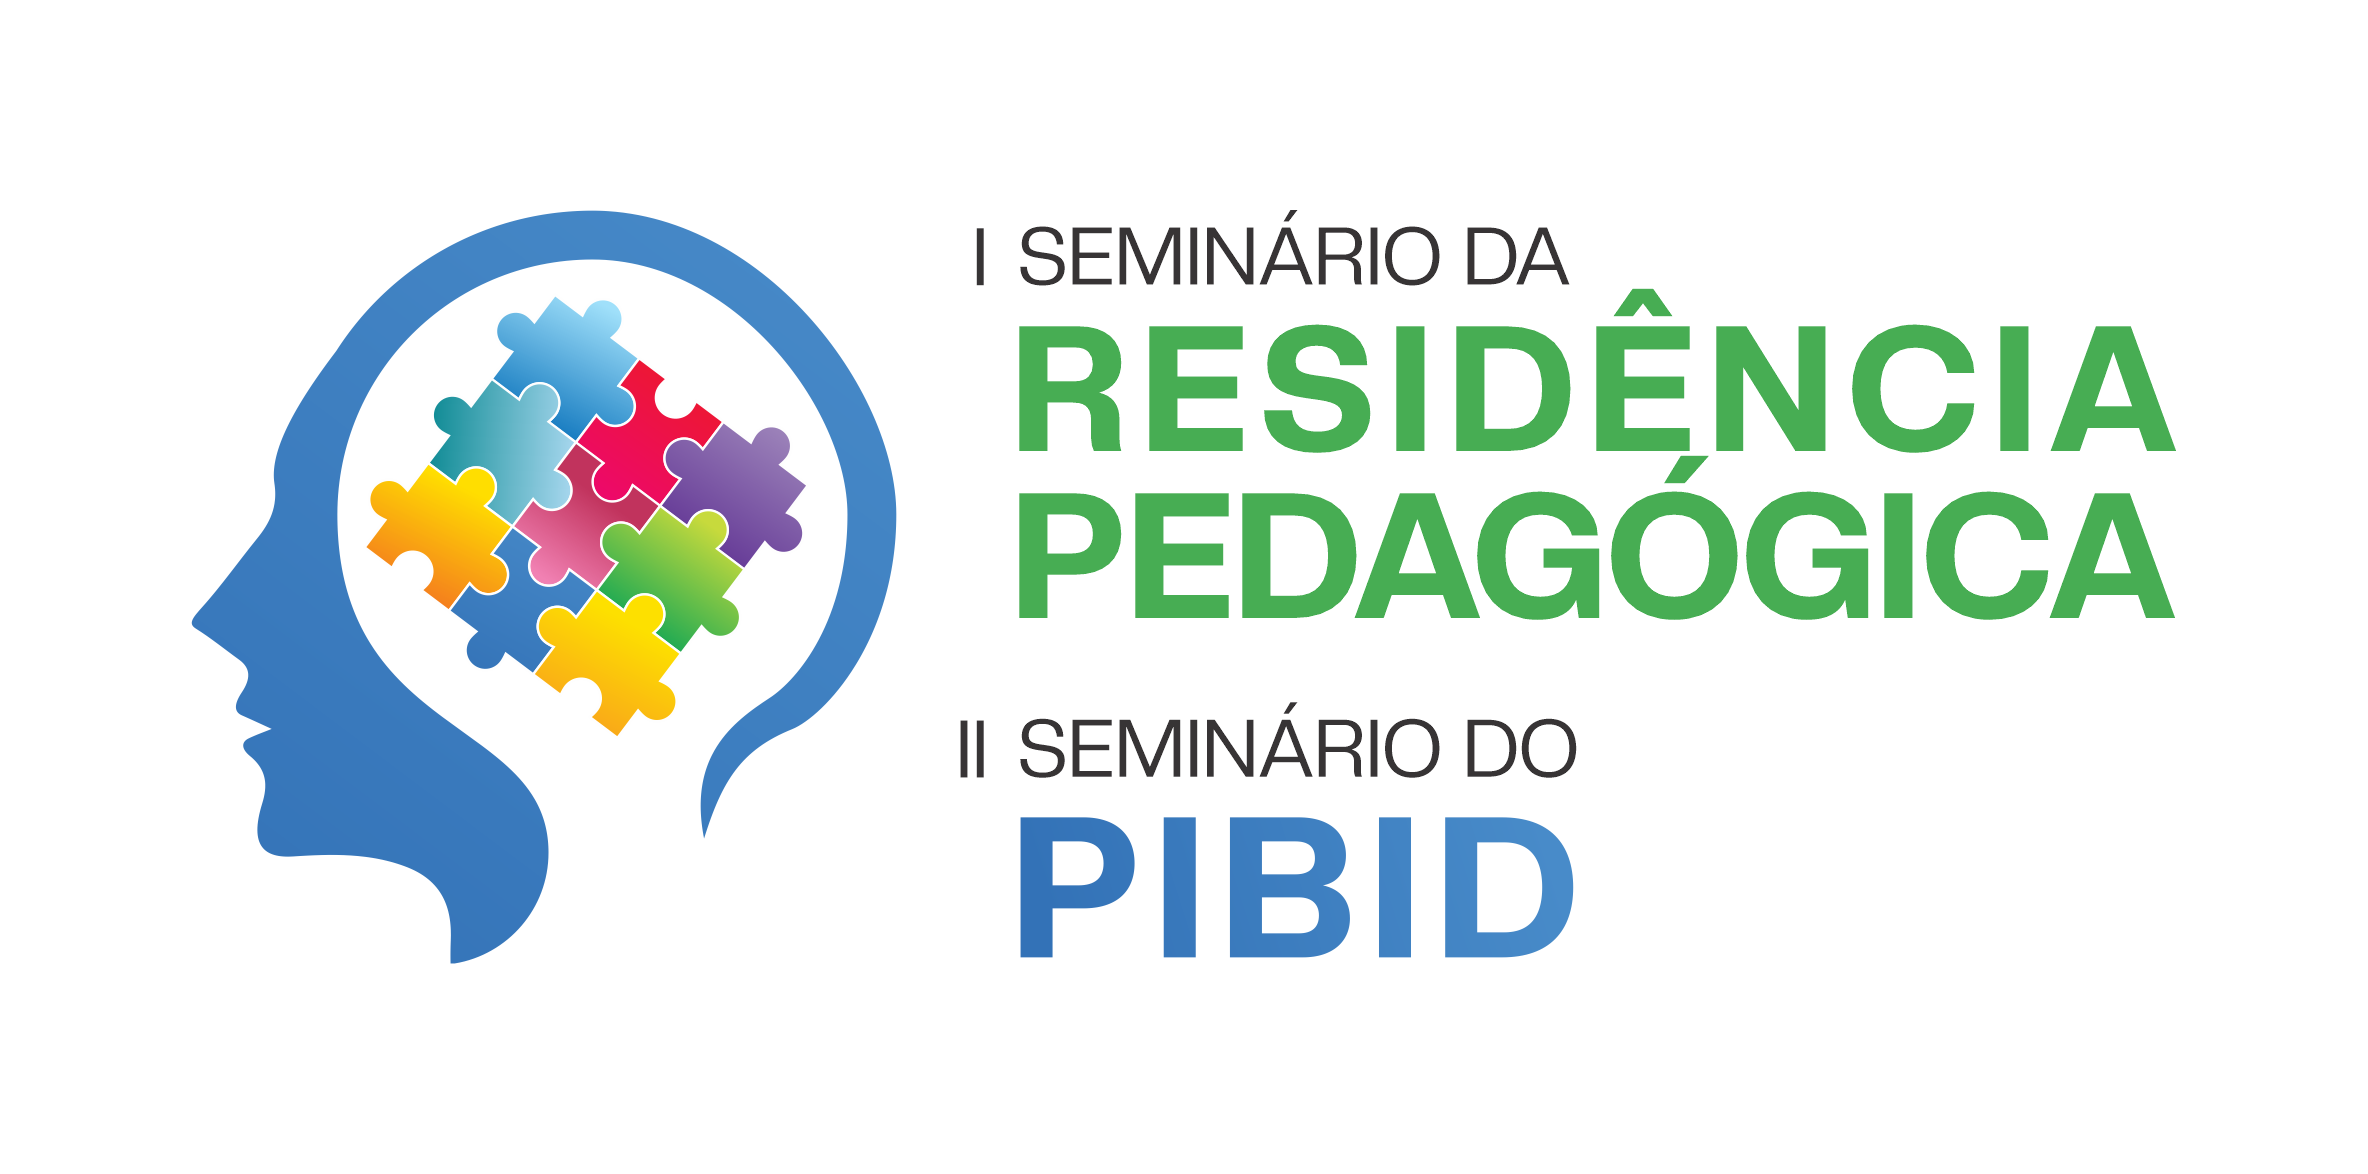 I SEMINÁRIO DA
RESIDÊNCIA
PEDAGÓGICA
II SEMINÁRIO DO
PIBID